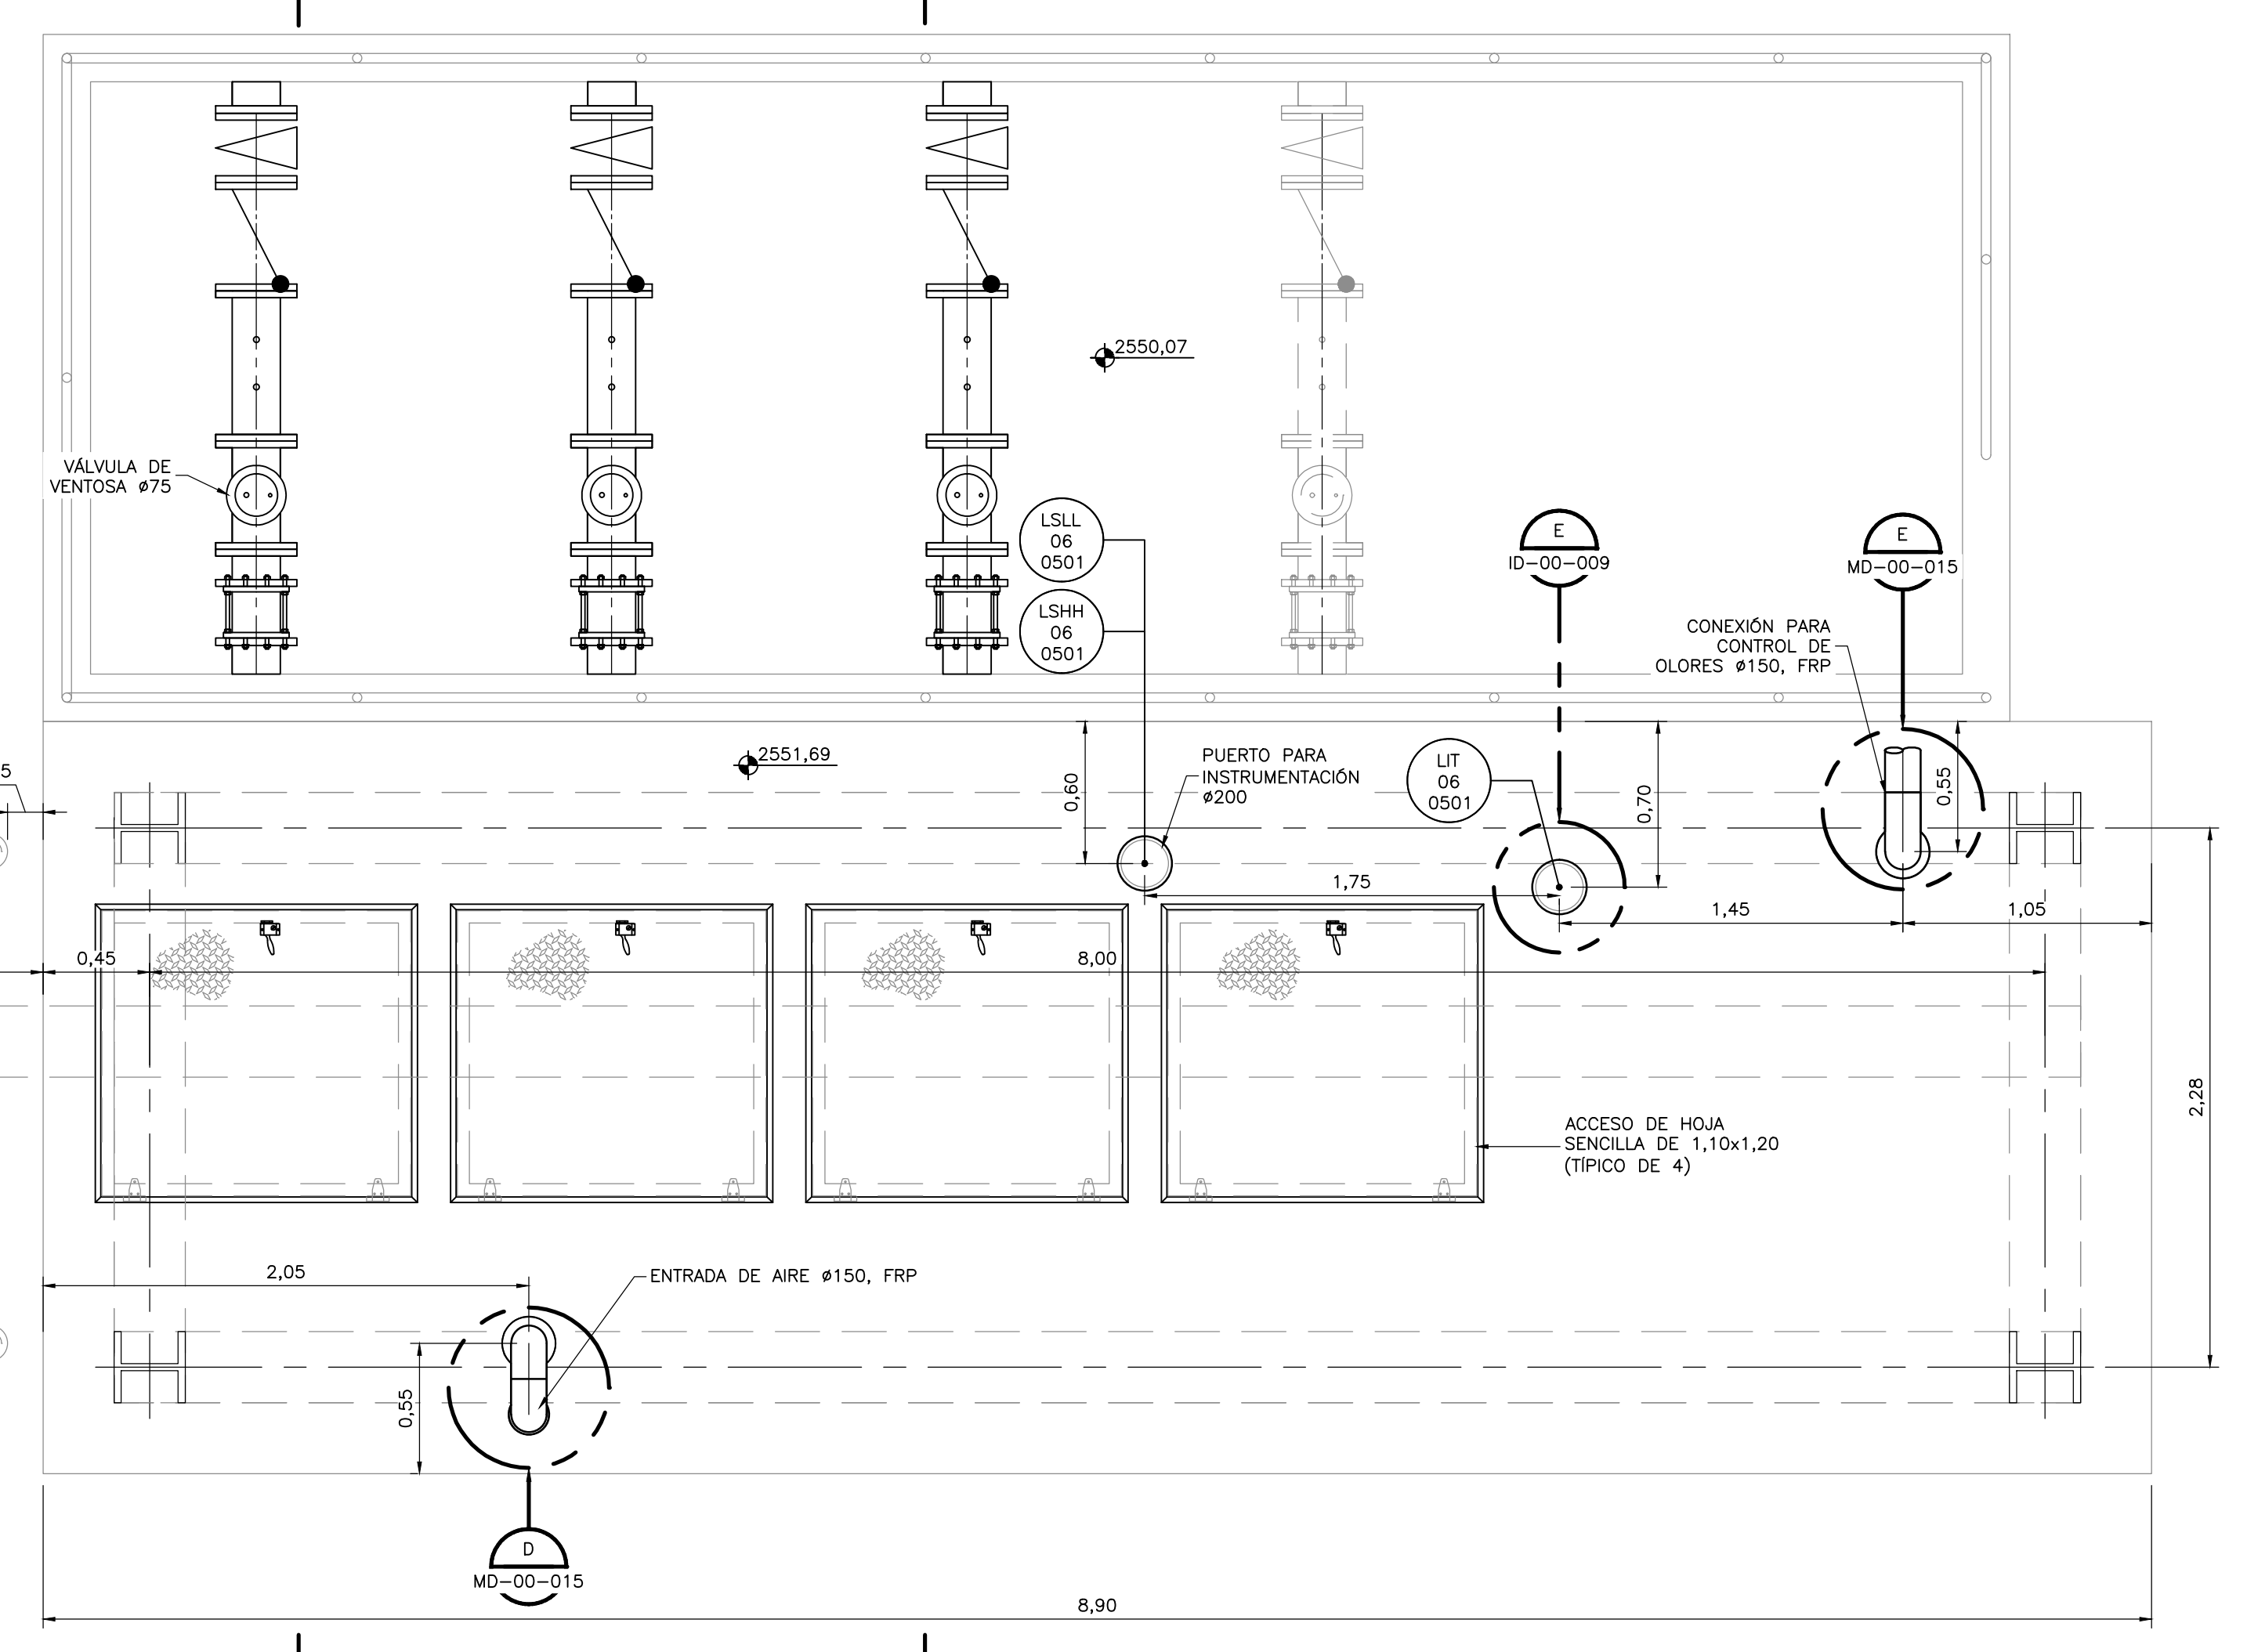 2550,07
VÁLVULA DE
VENTOSA ø75
LSLL
06
0501
LSHH
06
0501
E
ID-00-009
E
MD-00-015
CONEXIÓN PARA
CONTROL DE
OLORES ø150, FRP
2551,69
5
0,60
PUERTO PARA
INSTRUMENTACIÓN
ø200
LIT
06
0501
0,70
0,55
1,75
1,45
1,05
0,45
8,00
2,28
ACCESO DE HOJA
SENCILLA DE 1,10x1,20
(TÍPICO DE 4)
2,05
ENTRADA DE AIRE ø150, FRP
0,55
D
MD-00-015
8,90